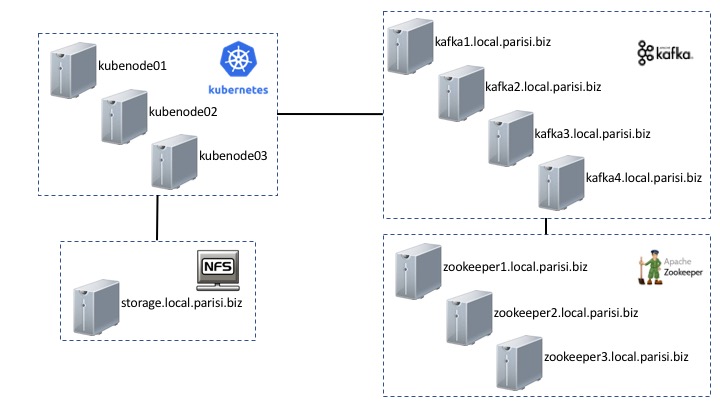 kubenode01
kubenode02
kubenode03
kubernetes
kafka1.local.parisi.biz
kafka2.local.parisi.biz
kafka3.local.parisi.biz
kafka4.local.parisi.biz
kafka
NFS
storage.local.parisi.biz
zookeeper1.local.parisi.biz
zookeeper2.local.parisi.biz
zookeeper3.local.parisi.biz
Apache
Zookeeper